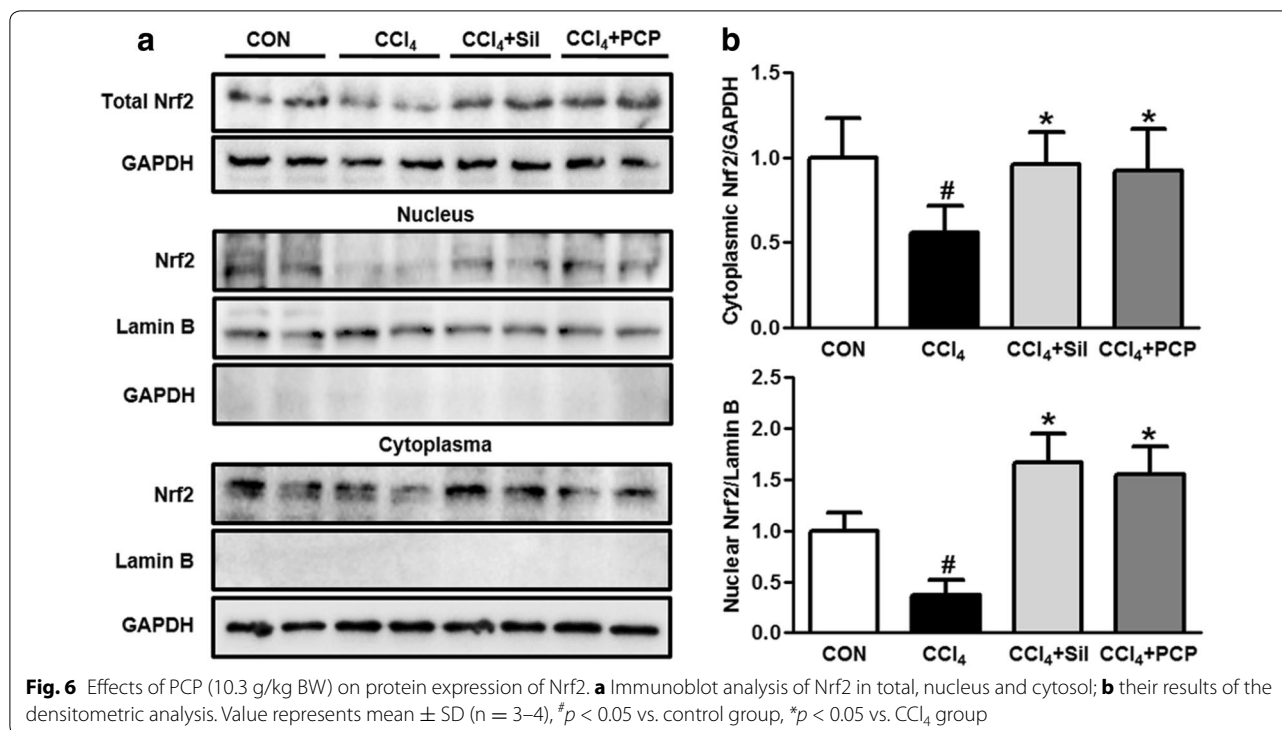 a
CON CCl₄ CCl₄+Sil CCl₄+PCP
Total Nrf2
GAPDH
Nucleus
Nrf2
Lamin B
GAPDH
Cytoplasma
Nrf2
Lamin B
GAPDH
b
Cytoplasmic Nrf2/GAPDH
1.5
1.0
0.5
0.0
# * *
CON CCl₄ CCl₄+Sil CCl₄+PCP
Nuclear Nrf2/Lamin B
2.5
2.0
1.5
1.0
0.5
0.0
# * *
CON CCl₄ CCl₄+Sil CCl₄+PCP
Fig. 6 Effects of PCP (10.3 g/kg BW) on protein expression of Nrf2. a Immunoblot analysis of Nrf2 in total, nucleus and cytosol; b their results of the
densitometric analysis. Value represents mean ± SD (n = 3–4), #p < 0.05 vs. control group, *p < 0.05 vs. CCl₄ group